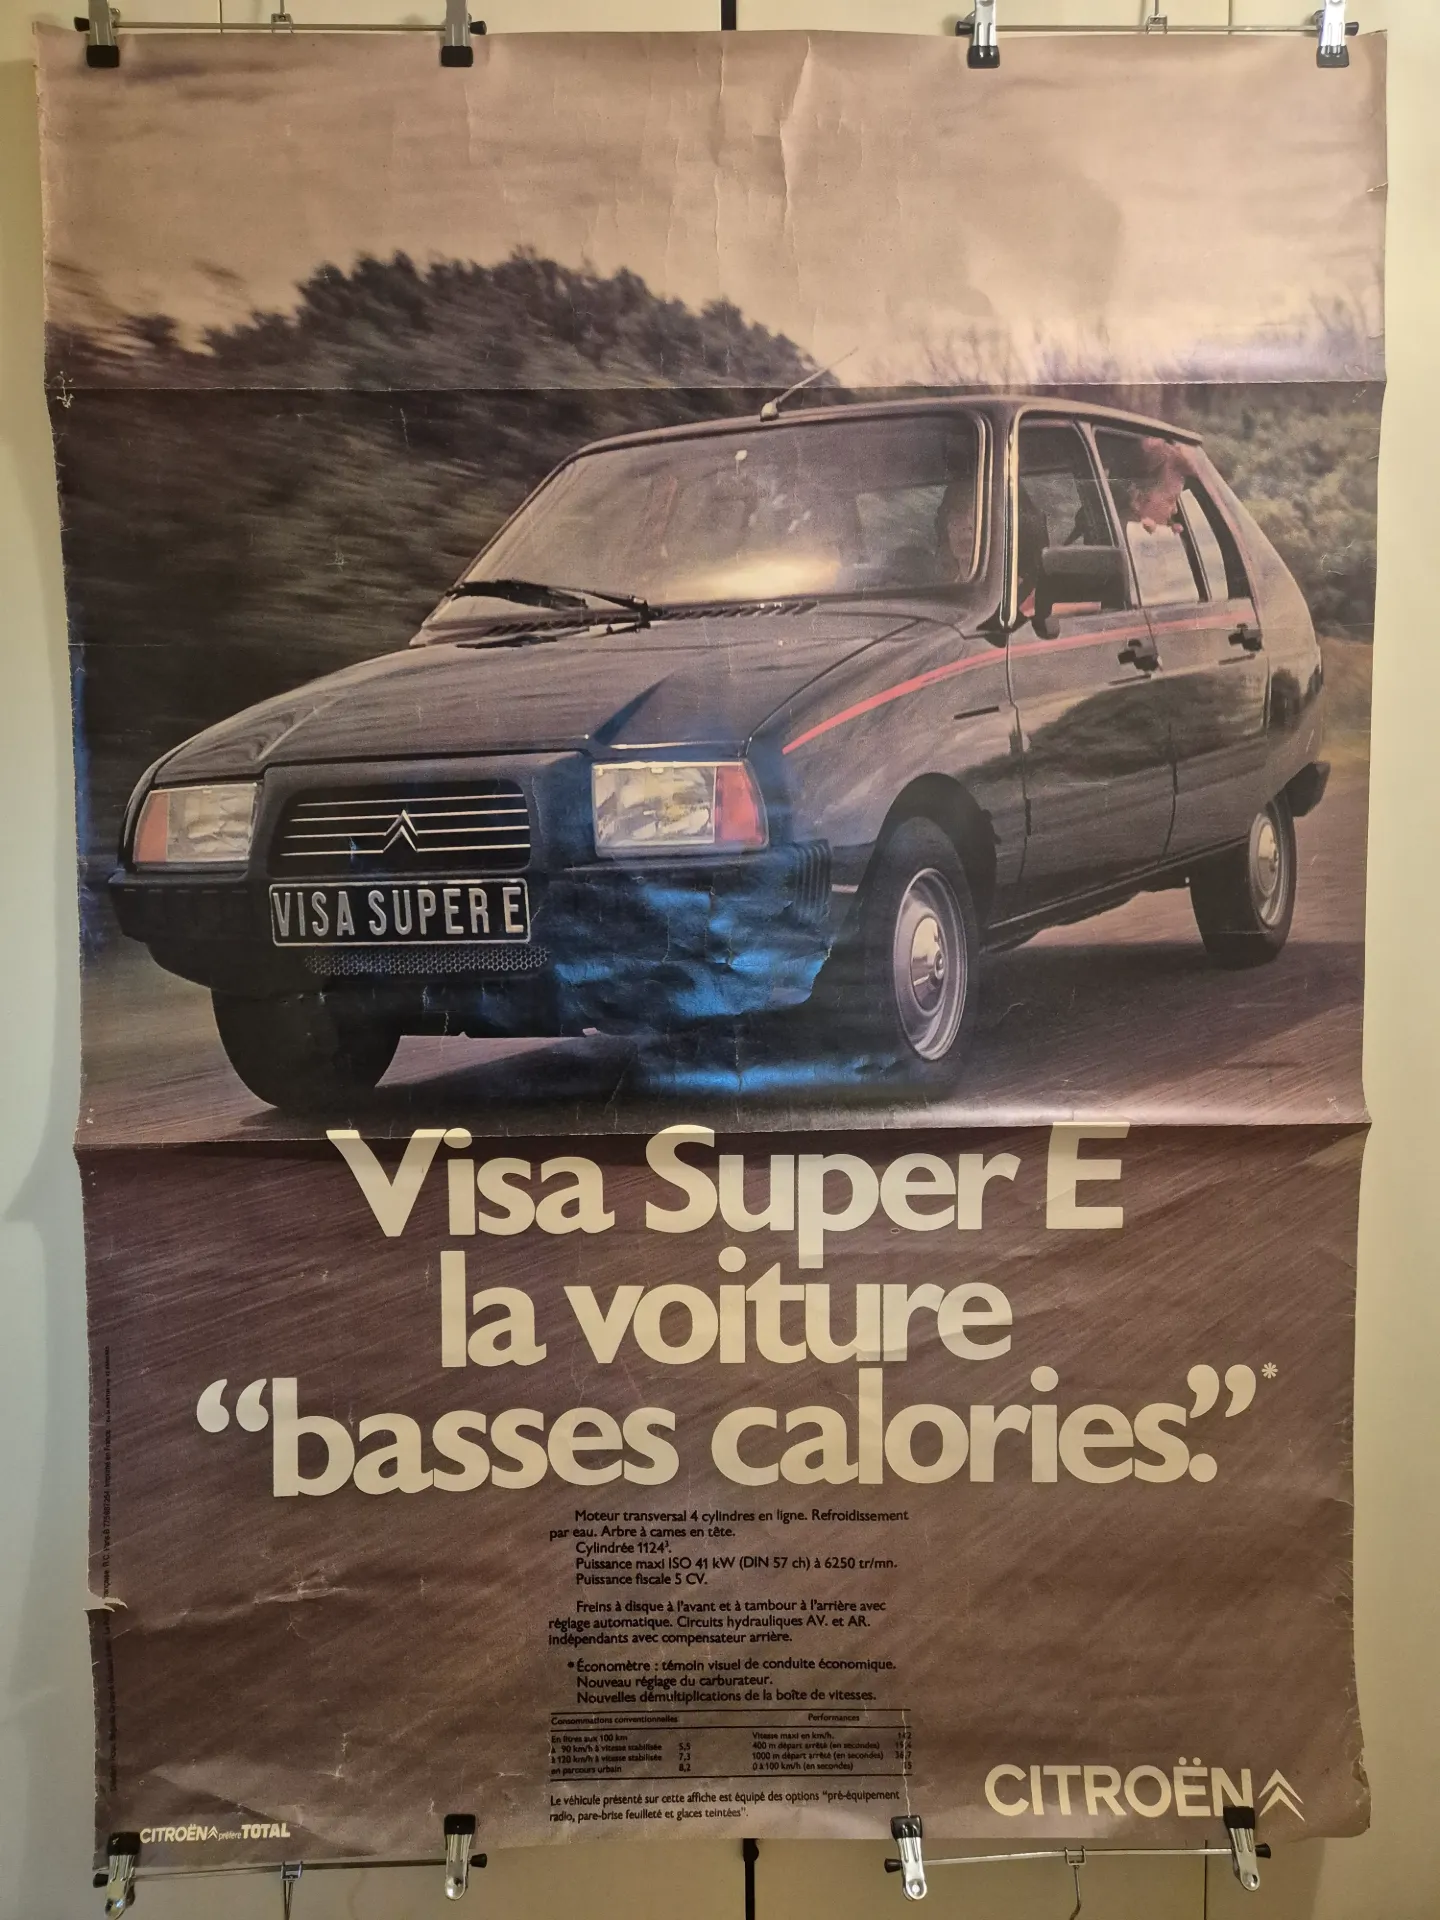 VISA SUPER E
Visa Super E
la voiture
“basses calories.”*
Moteur transversal 4 cylindres en ligne. Refroidissement
par eau. Arbre à cames en tête.
Cylindrée 1124³.
Puissance maxi ISO 41 kW (DIN 57 ch) à 6250 tr/mn.
Puissance fiscale 5 CV.
Freins à disque à l'avant et à tambour à l'arrière avec
réglage automatique. Circuits hydrauliques AV. et AR.
indépendants avec compensateur arrière.
* Économètre : témoin visuel de conduite économique.
Nouveau réglage du carburateur.
Nouvelles démultiplications de la boîte de vitesses.
Consommations conventionnelles Performances
En litres aux 100 km Vitesse maxi en km/h.
à 90 km/h à vitesse stabilisée 5,5 400 m départ arrêté (en secondes)
à 120 km/h à vitesse stabilisée 7,3 1000 m départ arrêté (en secondes)
en parcours urbain 8,2 0 à 100 km/h (en secondes) 15
Le véhicule présenté sur cette affiche est équipé des options "pré-équipement
radio, pare-brise feuilleté et glaces teintées".
CITROËN
CITROËN préfère TOTAL